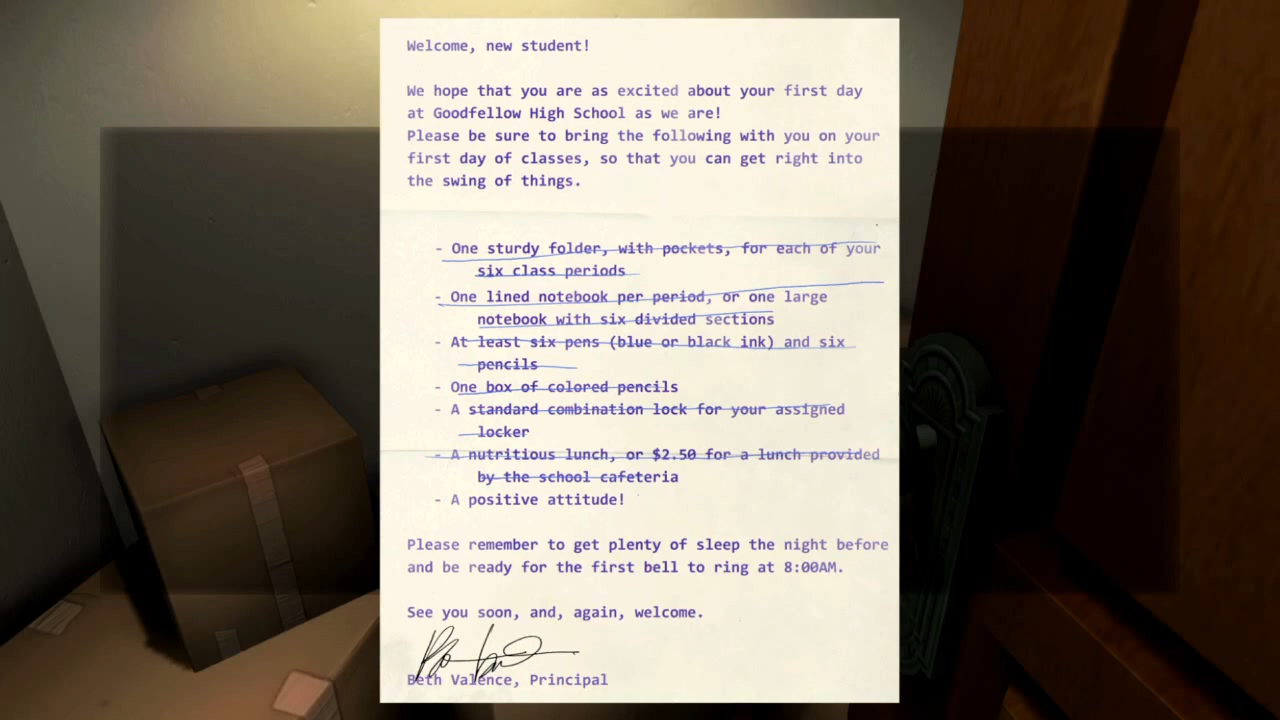 Welcome, new student!
We hope that you are as excited about your first day
at Goodfellow High School as we are!
Please be sure to bring the following with you on your
first day of classes, so that you can get right into
the swing of things.
- One sturdy folder, with pockets, for each of your
six class periods
- One lined notebook per period, or one large
notebook with six divided sections
- At least six pens (blue or black ink) and six
pencils
- One box of colored pencils
- A standard combination lock for your assigned
locker
- A nutritious lunch, or $2.50 for a lunch provided
by the school cafeteria
- A positive attitude!
Please remember to get plenty of sleep the night before
and be ready for the first bell to ring at 8:00AM.
See you soon, and, again, welcome.
Beth Valence, Principal